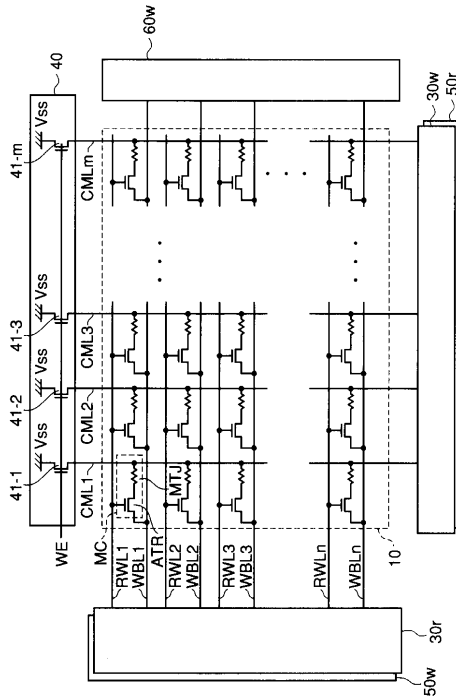 60w
40
41-m
Vss
41-3
Vss
41-2
Vss
41-1
Vss
WE
CMLm
CML3
CML2
CML1
MC
ATR
MTJ
RWL1
WBL1
RWL2
WBL2
RWL3
WBL3
RWLn
WBLn
10
30w
50r
30r
50w